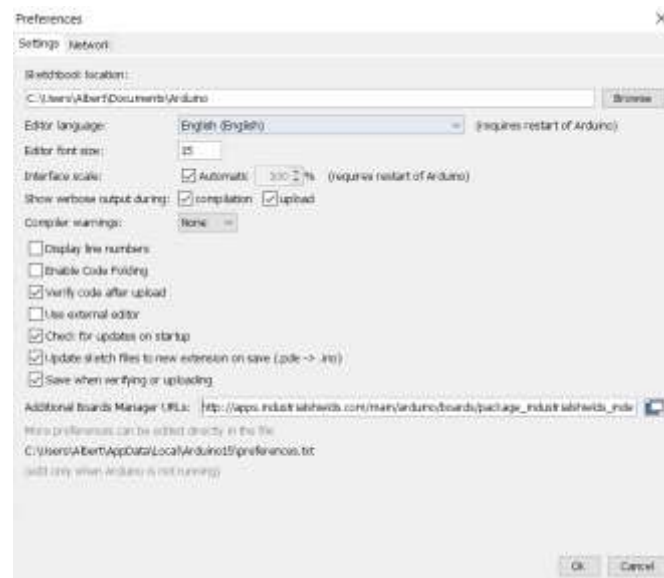 Preferences
Settings Network
Sketchbook location:
C:\Users\Albert\Documents\Arduino Browse
Editor language: English (English) (requires restart of Arduino)
Editor font size: 15
Interface scale: Automatic 100 % (requires restart of Arduino)
Show verbose output during: compilation upload
Compiler warnings: None
Display line numbers
Enable Code Folding
Verify code after upload
Use external editor
Check for updates on startup
Update sketch files to new extension on save (.pde -> .ino)
Save when verifying or uploading
Additional Boards Manager URLs: http://apps.industrialshields.com/main/arduino/boards/package_industrialshields_inde
More preferences can be edited directly in the file
C:\Users\Albert\AppData\Local\Arduino15\preferences.txt
(edit only when Arduino is not running)
OK Cancel